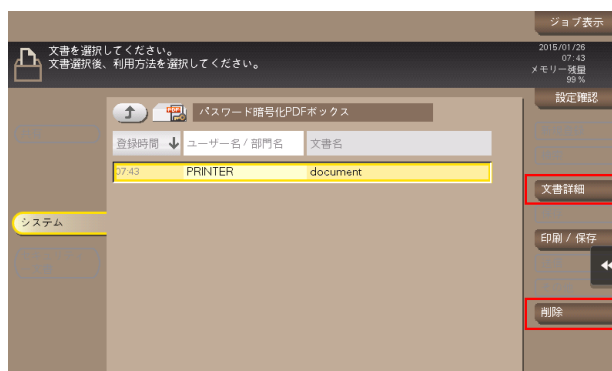 ジョブ表示
文書を選択してください。
文書選択後、利用方法を選択してください。
2015/01/26
07:43
メモリー残量
99 %
設定確認
パスワード暗号化PDFボックス
登録時間
ユーザー名 / 部門名
文書名
07:43 PRINTER document
文書詳細
システム
印刷 / 保存
削除